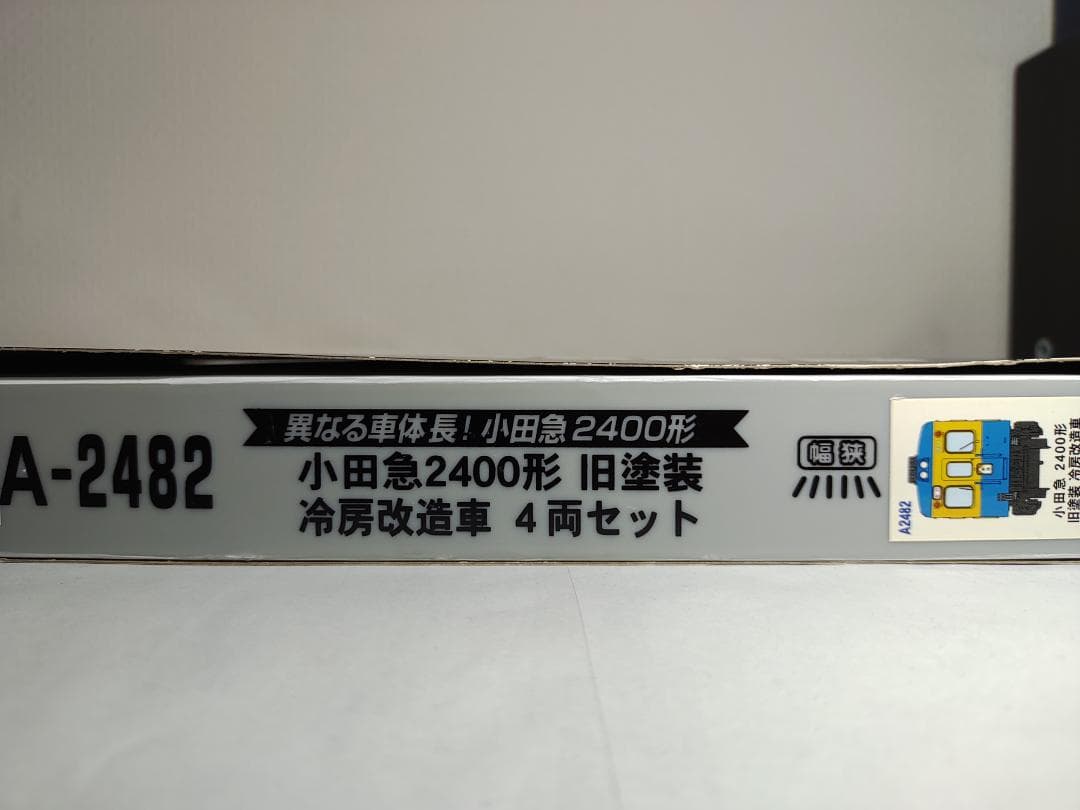 A-2482
異なる車体長!小田急2400形
小田急2400形 旧塗装
冷房改造車 4両セット
幅狭
A2482
小田急 2400形
旧塗装 冷房改造車